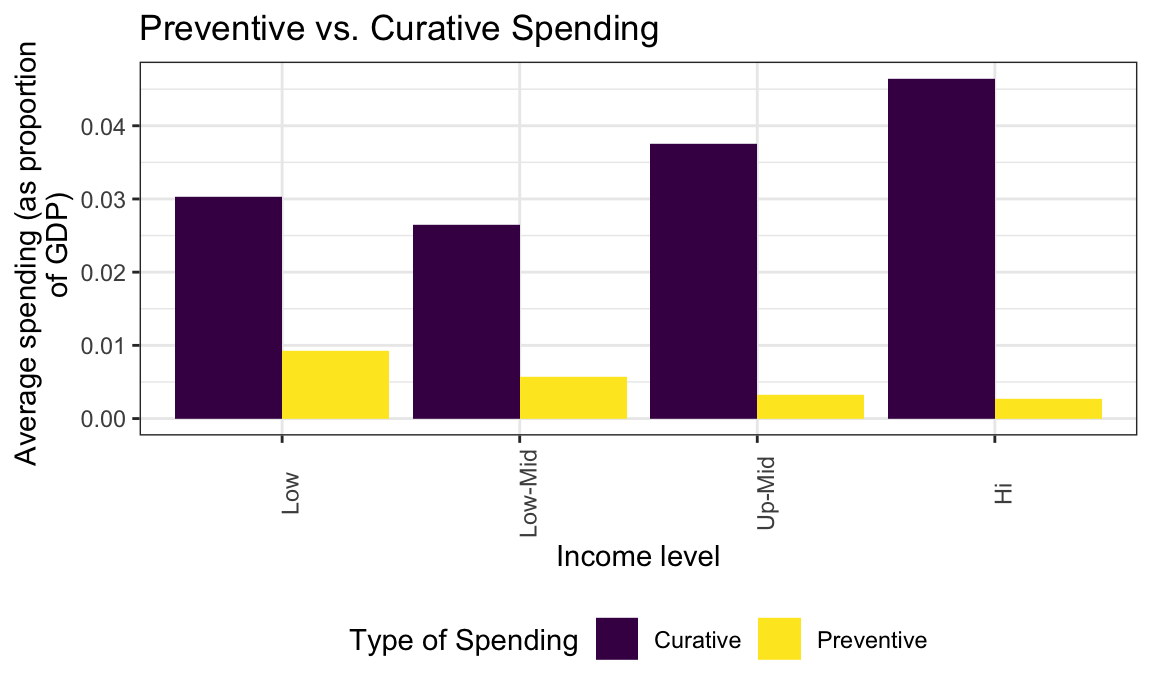 Preventive vs. Curative Spending
Average spending (as proportion
of GDP)
0.04
0.03
0.02
0.01
0.00
Low
Low-Mid
Up-Mid
Hi
Income level
Type of Spending
Curative
Preventive